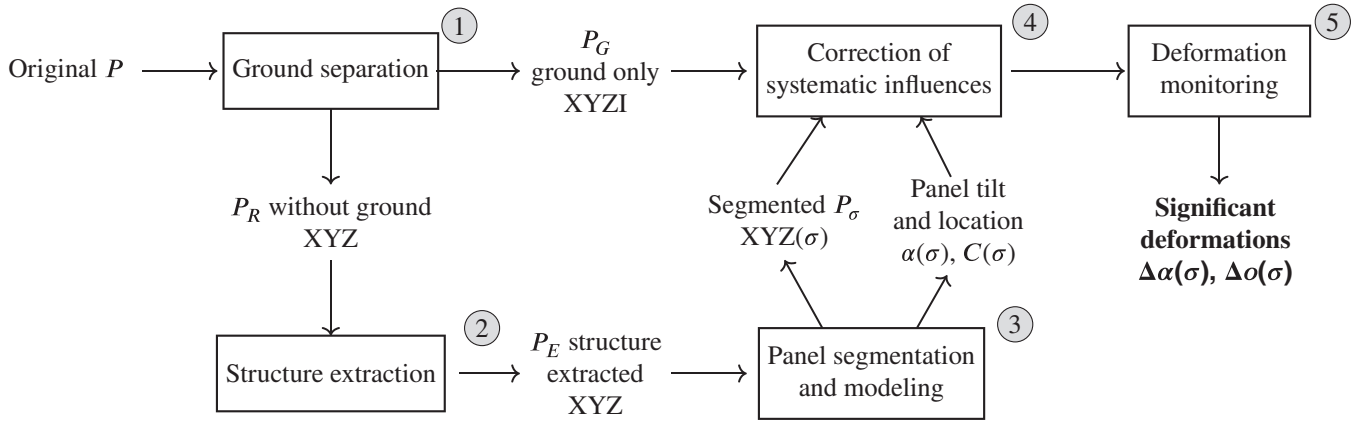 1
4
5
Original P
Ground separation
P_G
ground only
XYZI
Correction of
systematic influences
Deformation
monitoring
P_R without ground
XYZ
Segmented P_σ
XYZ(σ)
Panel tilt
and location
α(σ), C(σ)
Significant
deformations
Δα(σ), Δo(σ)
2
3
Structure extraction
P_E structure
extracted
XYZ
Panel segmentation
and modeling